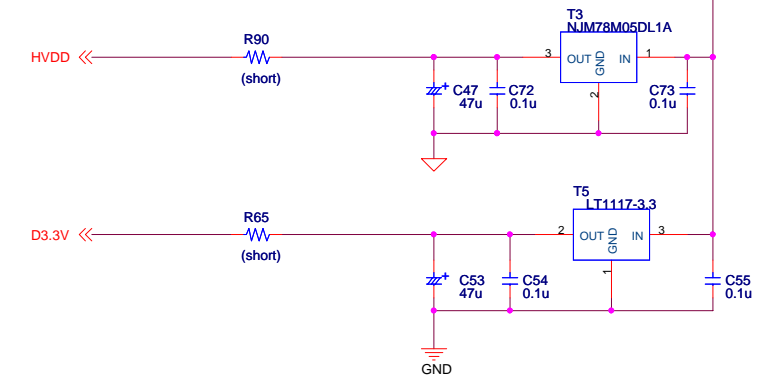 T3
NJM78M05DL1A
R90
HVDD
(short)
3
OUT
GND
IN
1
2
C47
47u
C72
0.1u
C73
0.1u
T5
LT1117-3.3
R65
D3.3V
(short)
2
OUT
GND
IN
3
1
C53
47u
C54
0.1u
C55
0.1u
GND